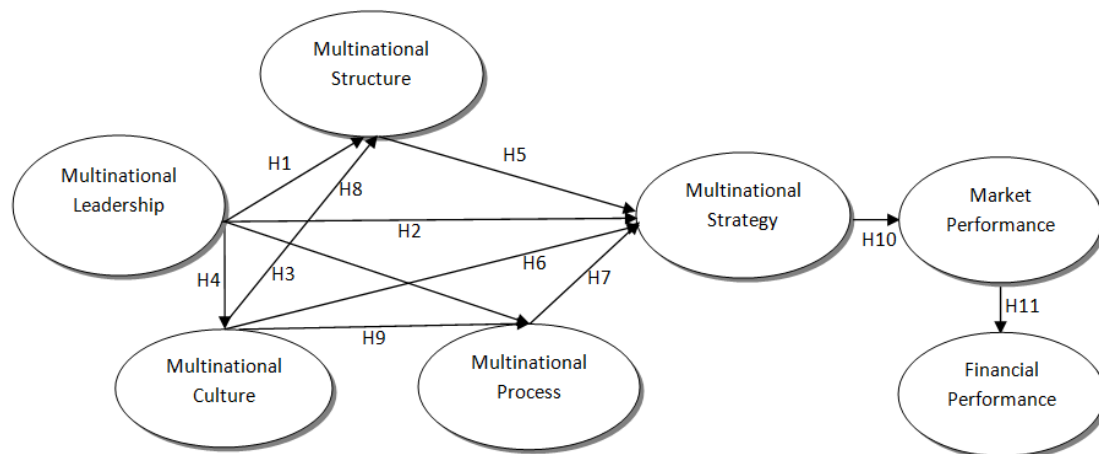 Multinational
Structure
H1
H5
Multinational
Leadership
H8
Multinational
Strategy
Market
Performance
H2
H10
H6
H4
H3
H7
H11
H9
Multinational
Culture
Multinational
Process
Financial
Performance